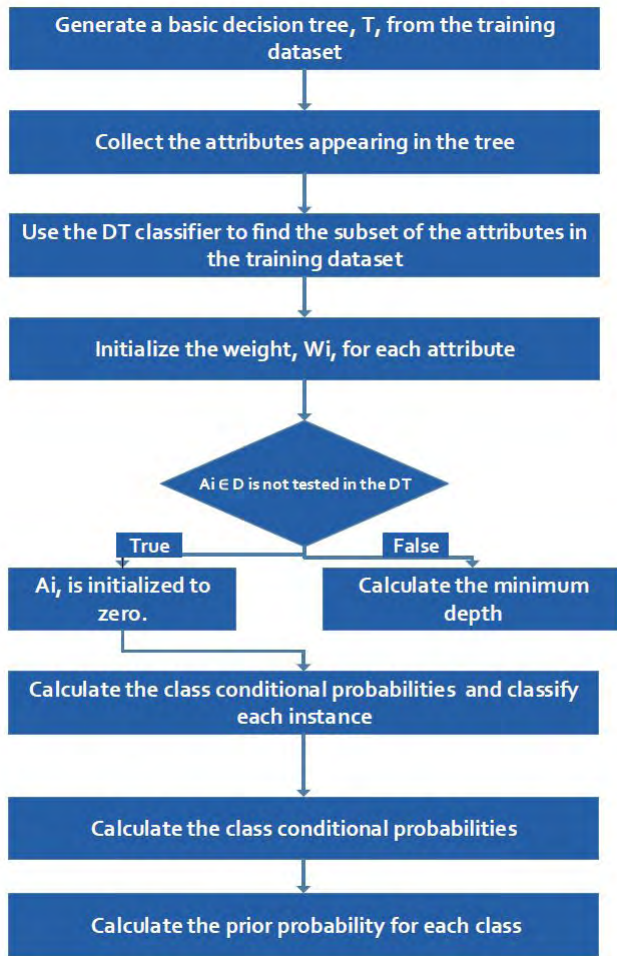 Generate a basic decision tree, T, from the training
dataset
Collect the attributes appearing in the tree
Use the DT classifier to find the subset of the attributes in
the training dataset
Initialize the weight, Wi, for each attribute
Ai ∈ D is not tested in the DT
True
False
Ai, is initialized to
zero.
Calculate the minimum
depth
Calculate the class conditional probabilities and classify
each instance
Calculate the class conditional probabilities
Calculate the prior probability for each class